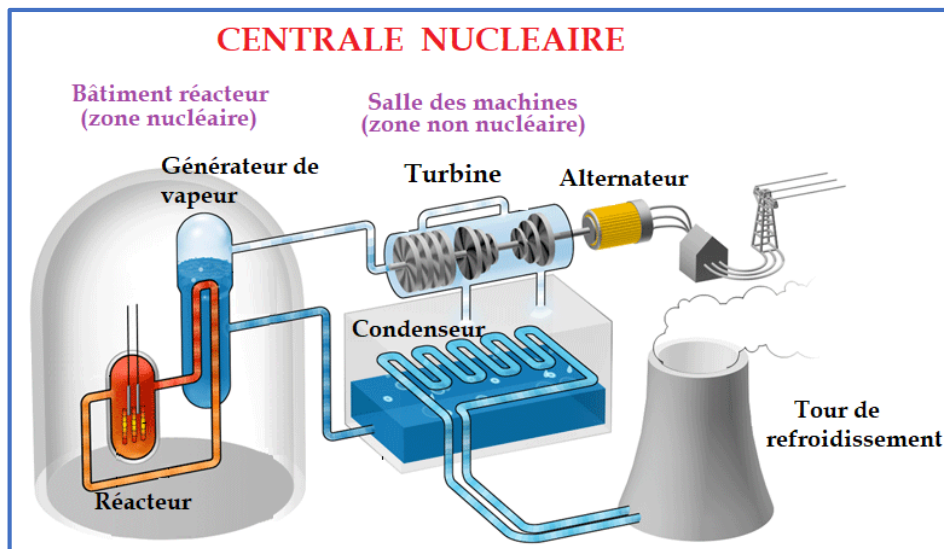 CENTRALE NUCLEAIRE
Bâtiment réacteur
(zone nucléaire)
Salle des machines
(zone non nucléaire)
Générateur de
vapeur
Turbine
Alternateur
Condenseur
Tour de
refroidissement
Réacteur